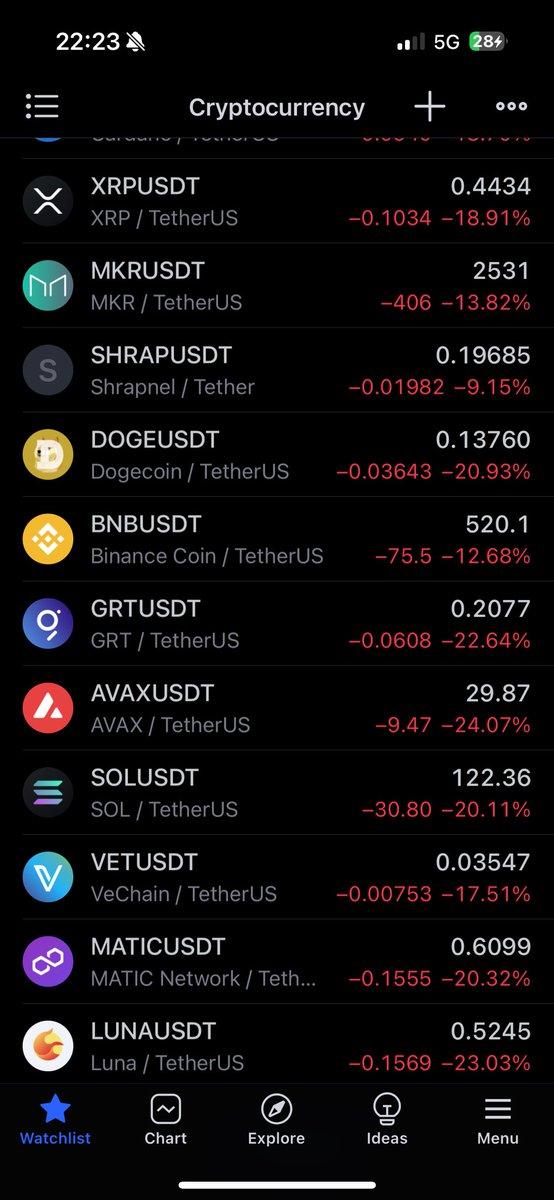 22:23
5G 28
Cryptocurrency
XRPUSDT 0.4434
XRP / TetherUS −0.1034 −18.91%
MKRUSDT 2531
MKR / TetherUS −406 −13.82%
S
SHRAPUSDT 0.19685
Shrapnel / Tether −0.01982 −9.15%
DOGEUSDT 0.13760
Dogecoin / TetherUS −0.03643 −20.93%
BNBUSDT 520.1
Binance Coin / TetherUS −75.5 −12.68%
GRTUSDT 0.2077
GRT / TetherUS −0.0608 −22.64%
AVAXUSDT 29.87
AVAX / TetherUS −9.47 −24.07%
SOLUSDT 122.36
SOL / TetherUS −30.80 −20.11%
VETUSDT 0.03547
VeChain / TetherUS −0.00753 −17.51%
MATICUSDT 0.6099
MATIC Network / Teth... −0.1555 −20.32%
LUNAUSDT 0.5245
Luna / TetherUS −0.1569 −23.03%
Watchlist Chart Explore Ideas Menu